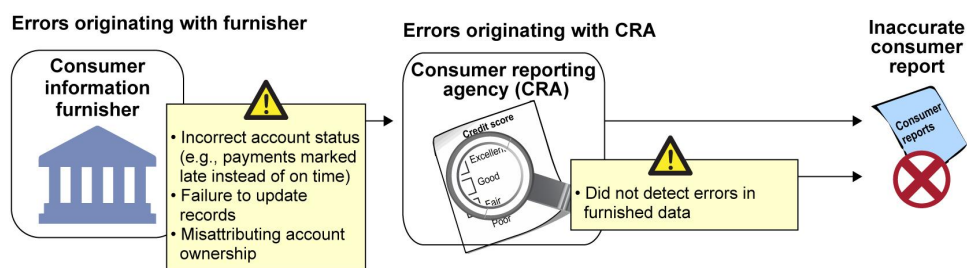 Errors originating with furnisher
Consumer
information
furnisher
• Incorrect account status
(e.g., payments marked
late instead of on time)
• Failure to update
records
• Misattributing account
ownership
Errors originating with CRA
Consumer reporting
agency (CRA)
Credit score
Excellent
Good
Fair
Poor
• Did not detect errors in
furnished data
Inaccurate
consumer
report
Consumer
reports